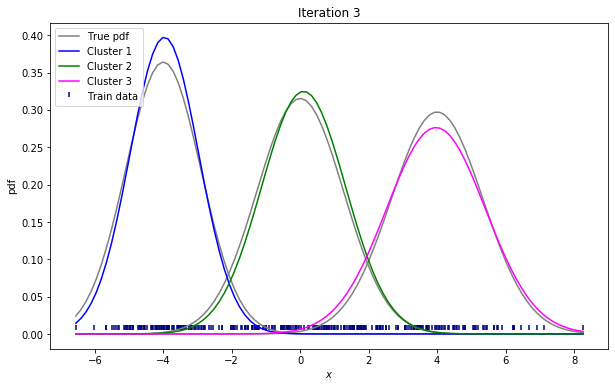 Iteration 3
True pdf
Cluster 1
Cluster 2
Cluster 3
Train data
pdf
0.40
0.35
0.30
0.25
0.20
0.15
0.10
0.05
0.00
−6
−4
−2
0
2
4
6
8
x